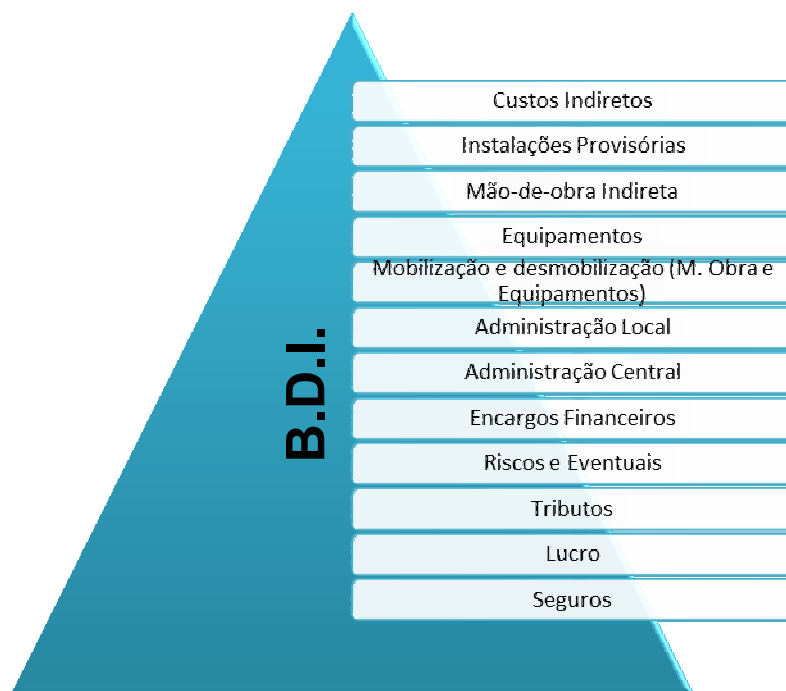 Custos Indiretos
Instalações Provisórias
Mão-de-obra Indireta
Equipamentos
Mobilização e desmobilização (M. Obra e
Equipamentos)
Administração Local
Administração Central
Encargos Financeiros
Riscos e Eventuais
Tributos
Lucro
Seguros
B.D.I.